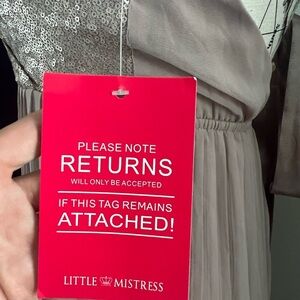 PLEASE NOTE
RETURNS
WILL ONLY BE ACCEPTED
IF THIS TAG REMAINS
ATTACHED!
LITTLE MISTRESS